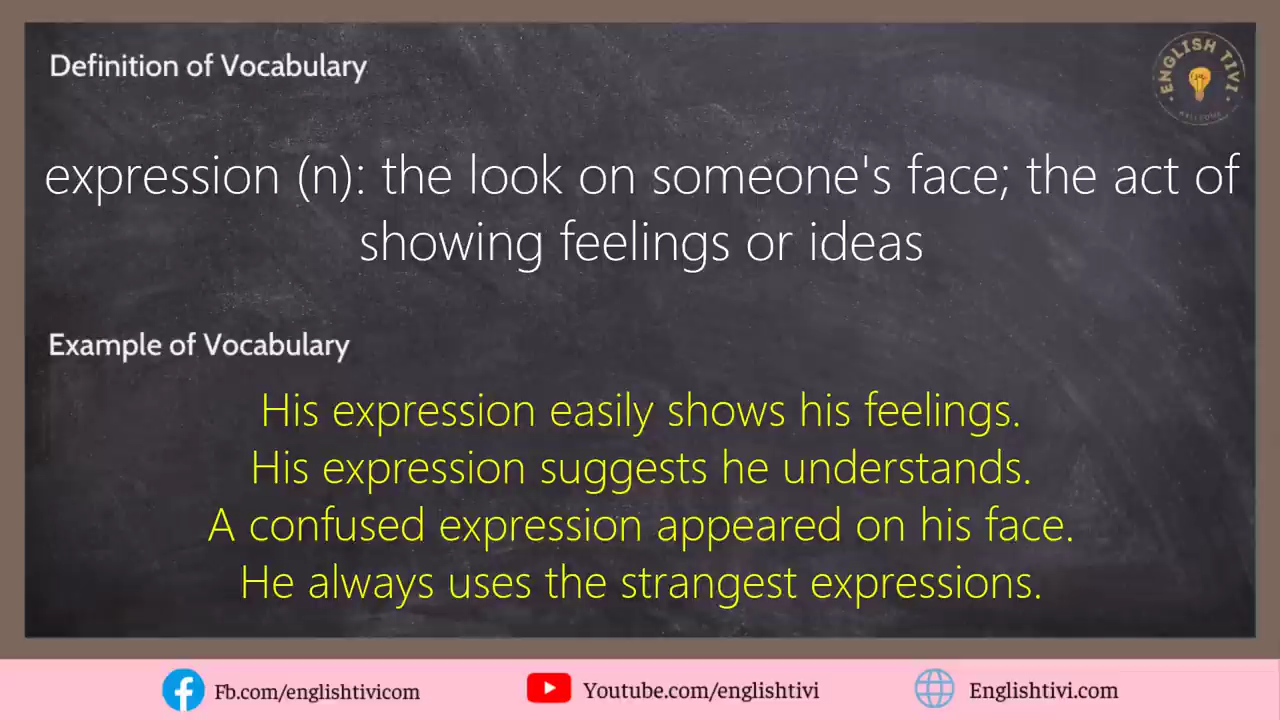 Definition of Vocabulary
ENGLISH TIVI
WELCOME
expression (n): the look on someone's face; the act of
showing feelings or ideas
Example of Vocabulary
His expression easily shows his feelings.
His expression suggests he understands.
A confused expression appeared on his face.
He always uses the strangest expressions.
Fb.com/englishtivicom
Youtube.com/englishtivi
Englishtivi.com